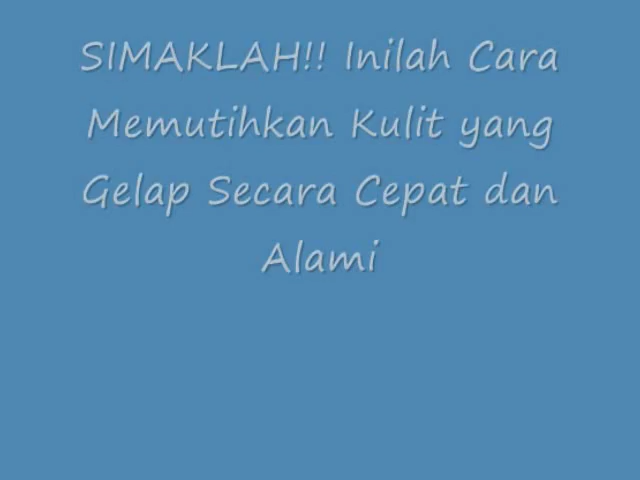 SIMAKLAH!! Inilah Cara
Memutihkan Kulit yang
Gelap Secara Cepat dan
Alami